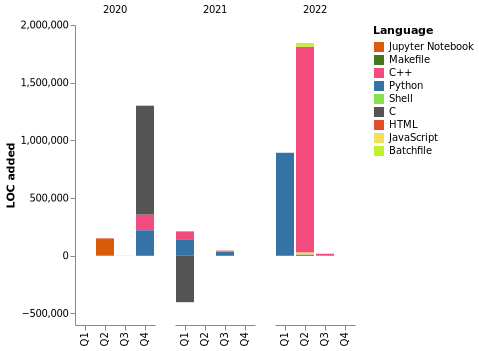 2020 2021 2022
2,000,000
1,500,000
1,000,000
500,000
0
−500,000
LOC added
Q1 Q2 Q3 Q4 Q1 Q2 Q3 Q4 Q1 Q2 Q3 Q4
Language
Jupyter Notebook
Makefile
C++
Python
Shell
C
HTML
JavaScript
Batchfile